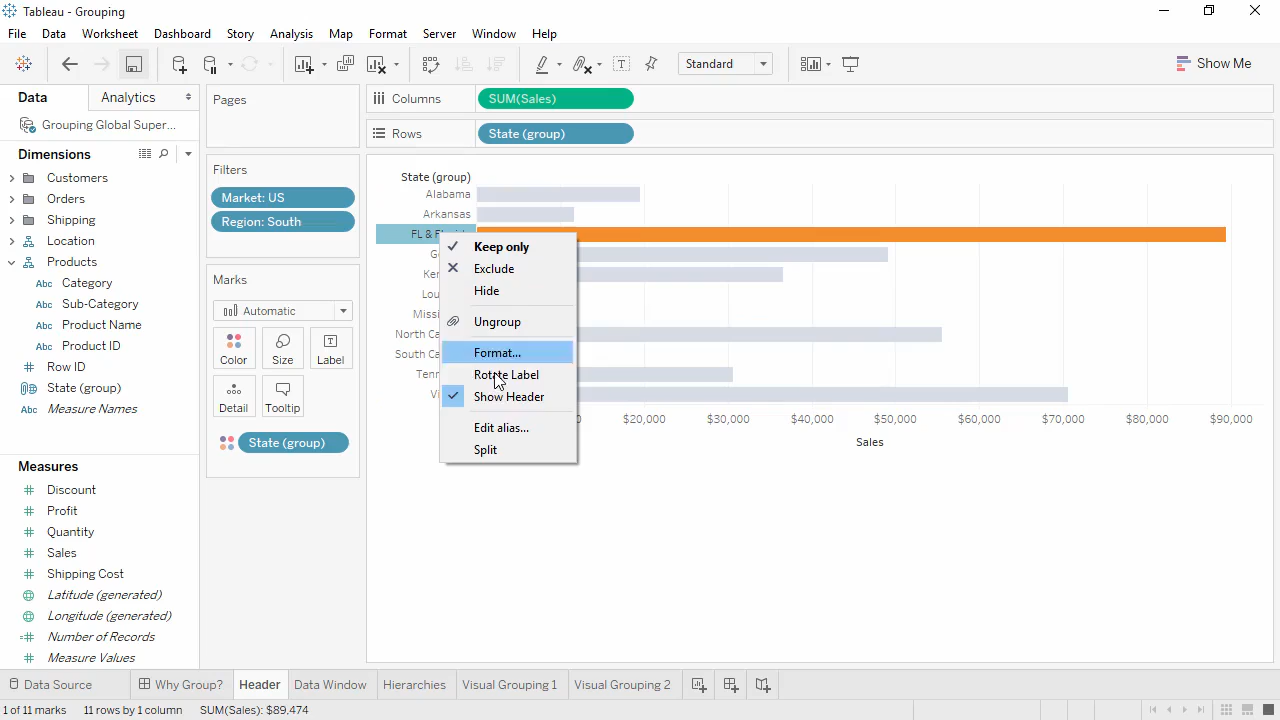 Tableau - Grouping
File Data Worksheet Dashboard Story Analysis Map Format Server Window Help
Standard
Show Me
Data Analytics
Grouping Global Super...
Dimensions
Customers
Orders
Shipping
Location
Products
Abc Category
Abc Sub-Category
Abc Product Name
Abc Product ID
Row ID
State (group)
Abc Measure Names
Measures
Discount
Profit
Quantity
Sales
Shipping Cost
Latitude (generated)
Longitude (generated)
Number of Records
Measure Values
Pages
Filters
Market: US
Region: South
Marks
Automatic
Color Size Label
Detail Tooltip
State (group)
Columns SUM(Sales)
Rows State (group)
State (group)
Alabama
Arkansas
FL &
North
South
Keep only
Exclude
Hide
Ungroup
Format...
Rotate Label
Show Header
Edit alias...
Split
$20,000 $30,000 $40,000 $50,000 $60,000 $70,000 $80,000 $90,000
Sales
Data Source Why Group? Header Data Window Hierarchies Visual Grouping 1 Visual Grouping 2
1 of 11 marks 11 rows by 1 column SUM(Sales): $89,474